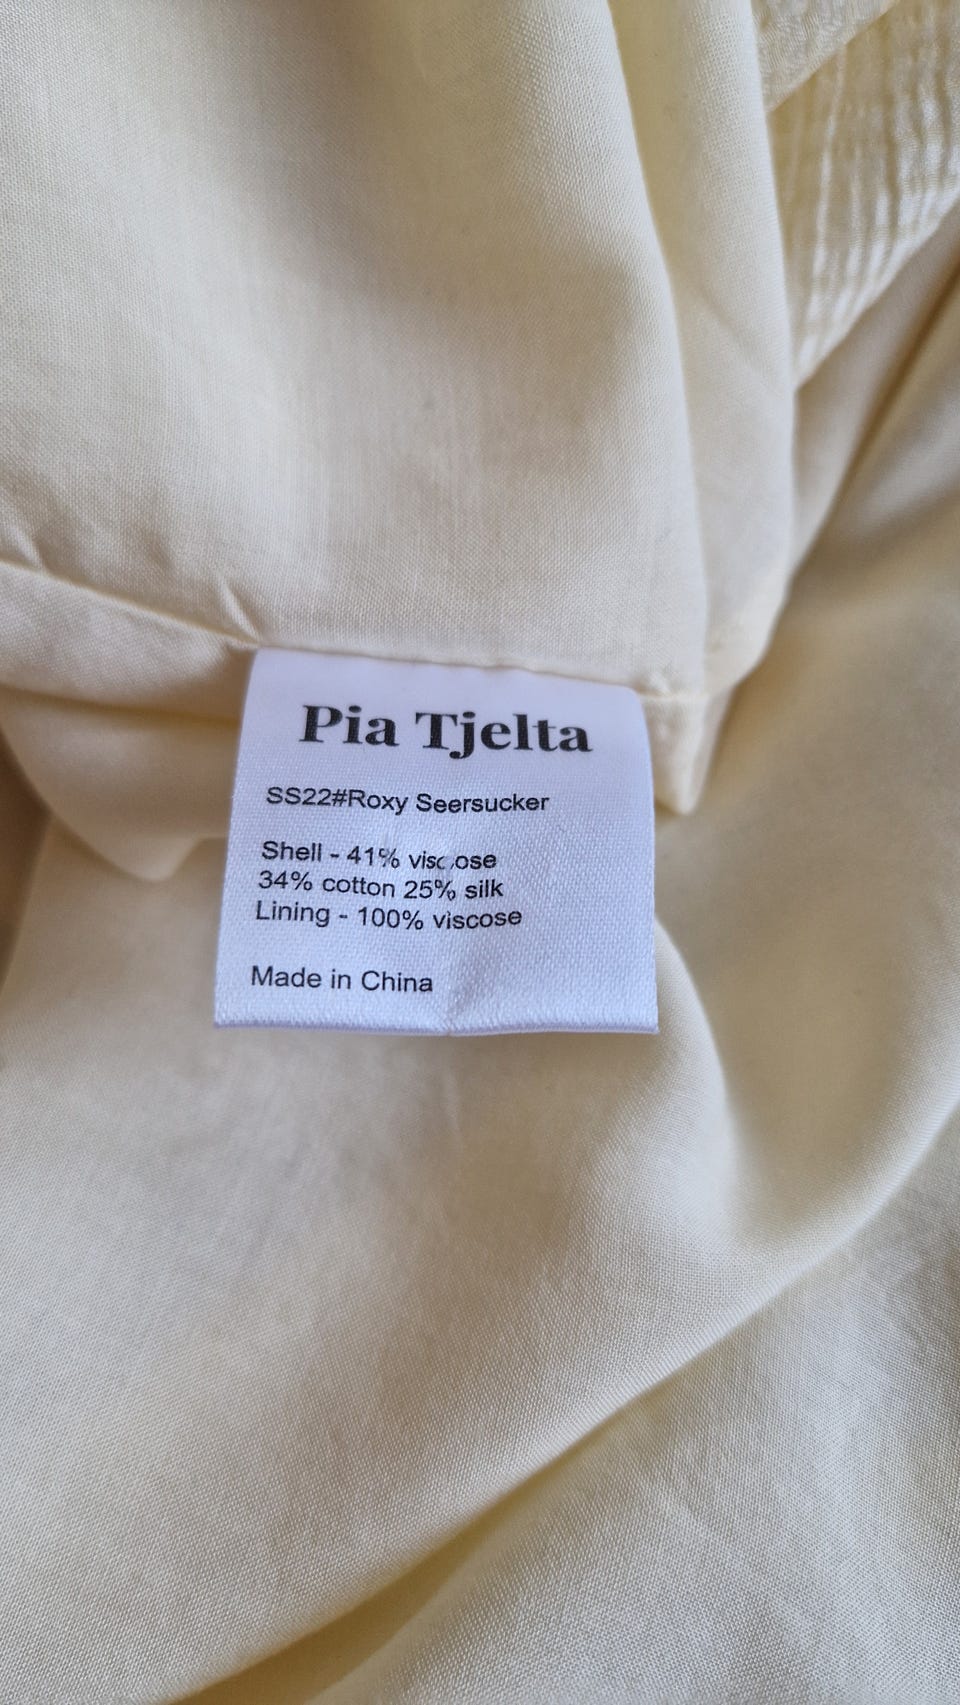 Pia Tjelta
SS22#Roxy Seersucker
Shell - 41% viscose
34% cotton 25% silk
Lining - 100% viscose
Made in China